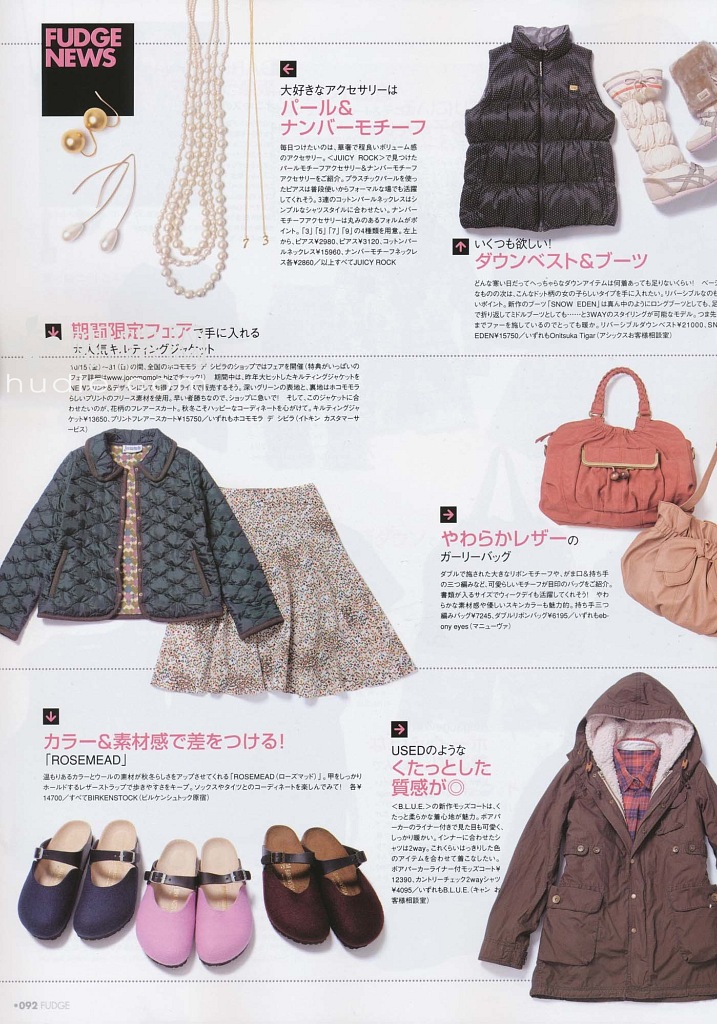 FUDGE
NEWS
大好きなアクセサリーは
パール&
ナンバーモチーフ
毎日つけたいのは、華奢で程良いボリューム感
のアクセサリー。<JUICY ROCK>で見つけた
パールモチーフアクセサリー&ナンバーモチーフ
アクセサリーをご紹介。プラスチックパールを使っ
たピアスは普段使いからフォーマルな場でも活躍
してくれそう。3連のコットンパールネックレスはシ
ンプルなシャツスタイルに合わせたい。ナンバー
モチーフアクセサリーは丸みのあるフォルムがポ
イント。「3」「5」「7」「9」の4種類を用意。左上
から、ピアス¥2980、ピアス¥3120、コットンパー
ルネックレス¥15960、ナンバーモチーフネックレ
ス各¥2860/以上すべてJUICY ROCK
いくつも欲しい!
ダウンベスト&ブーツ
どんな寒い日だってへっちゃらなダウンアイテムは何着あっても足りないくらい!
なものの次は、こんなドット柄の女の子らしいタイプを手に入れたい。リバーシブルなのも
いポイント。新作のブーツ「SNOW EDEN」は真ん中のようにロングブーツとしても、足
で折り返してミドルブーツとしても……と3WAYのスタイリングが可能なモデル。つま先
までファーを施しているのでとっても暖か。リバーシブルダウンベスト¥21000、SN
EDEN¥15750/いずれもOnitsuka Tigar(アシックスお客様相談室)
期間限定フェアーで手に入れる
大人気キルティングジャケット
10/15(金)〜31(日)の間、全国のホコモモラ デ シビラのショップではフェアを開催(特典がいっぱいの
フェア詳細はwww.jocomomola.bizでチェック!) 期間中は、昨年大ヒットしたキルティングジャケットを
NEWプリント&デザインにてお得なプライスで販売するそう。深いグリーンの表地と、裏地はホコモモラ
らしいプリントのフリース素材を使用。早い者勝ちなので、ショップに急いで! そして、このジャケットに合
わせたいのが、花柄のフレアースカート。秋冬こそハッピーなコーディネートを心がけて。キルティングジャ
ケット¥13650、プリントフレアースカート¥15750/いずれもホコモモラ デ シビラ(イトキン カスタマーサ
ービス)
やわらかレザーの
ガーリーバッグ
ダブルで施された大きなリボンモチーフや、がま口&持ち手
の三つ編みなど、可愛らしいモチーフが目印のバッグをご紹介。
書類が入るサイズでウィークデイも活躍してくれそう! やわ
らかな素材感や優しいスキンカラーも魅力的。持ち手三つ
編みバッグ¥7245、ダブルリボンバッグ¥6195/いずれもeb-
ony eyes(マニューヴァ)
カラー&素材感で差をつける!
「ROSEMEAD」
温もりあるカラーとウールの素材が秋冬らしさをアップさせてくれる「ROSEMEAD(ローズマッド)」。甲をしっかり
ホールドするレザーストラップで歩きやすさをキープ。ソックスやタイツとのコーディネートを楽しんでみて! 各¥
14700/すべてBIRKENSTOCK(ビルケンシュトック原宿)
USEDのような
くたっとした
質感が◎
<B.L.U.E.>の新作モッズコートは、く
たっと柔らかな着心地が魅力。ボアパ
ーカーのライナー付きで見た目も可愛く、
しっかり暖かい。インナーに合わせたシ
ャツは2way。これくらいはっきりした色
のアイテムを合わせて着こなしたい。
ボアパーカーライナー付モッズコート¥
12390、カントリーチェック2wayシャツ
¥4095/いずれもB.L.U.E.(キャン お
客様相談室)
*092 FUDGE